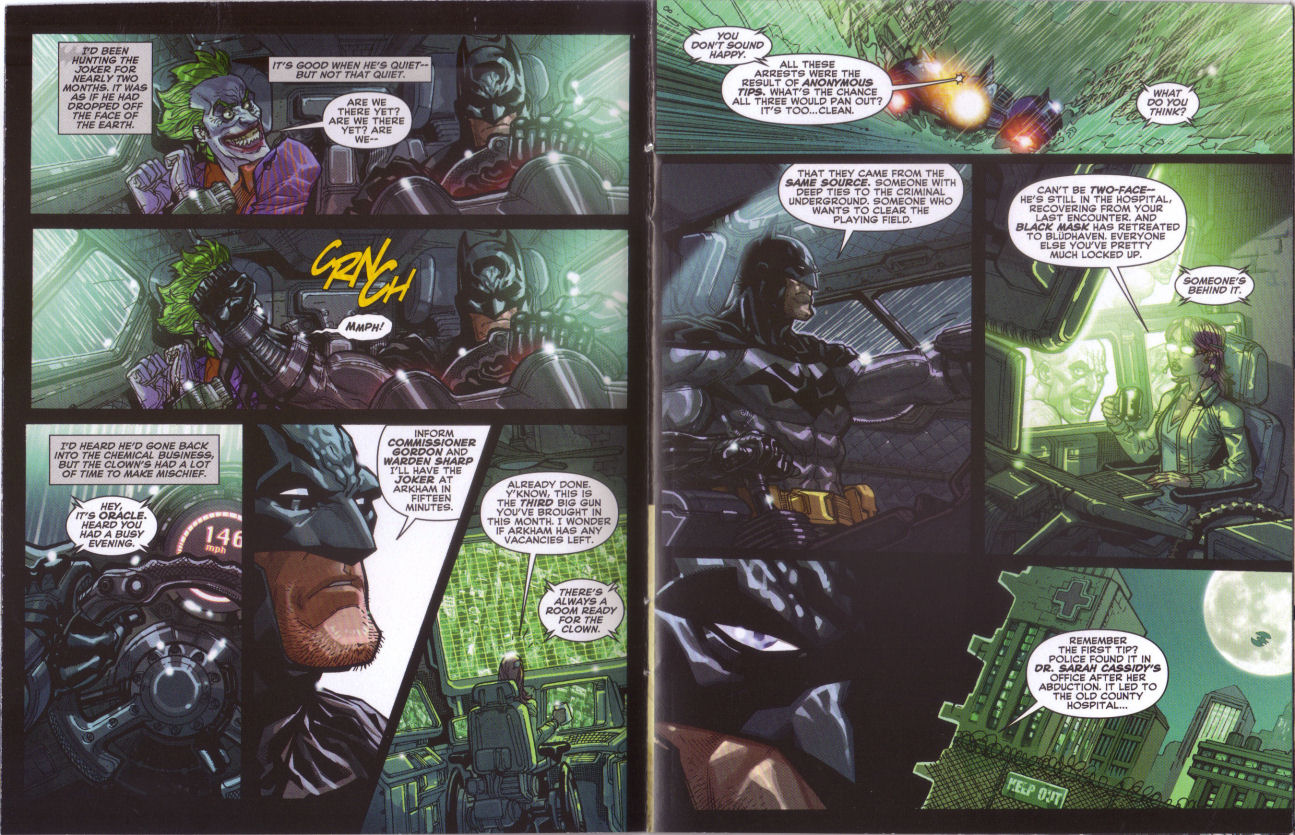 I'D BEEN
HUNTING THE
JOKER FOR
NEARLY TWO
MONTHS. IT WAS
AS IF HE HAD
DROPPED OFF
THE FACE OF
THE EARTH.
IT'S GOOD WHEN HE'S QUIET--
BUT NOT THAT QUIET.
ARE WE
THERE YET?
ARE WE THERE
YET? ARE
WE--
GRNCH
MMPH!
I'D HEARD HE'D GONE BACK
INTO THE CHEMICAL BUSINESS,
BUT THE CLOWN'S HAD A LOT
OF TIME TO MAKE MISCHIEF.
HEY,
IT'S ORACLE.
HEARD YOU
HAD A BUSY
EVENING.
146
mph
INFORM
COMMISSIONER
GORDON AND
WARDEN SHARP
I'LL HAVE THE
JOKER AT
ARKHAM IN
FIFTEEN
MINUTES.
ALREADY DONE.
Y'KNOW, THIS IS
THE THIRD BIG GUN
YOU'VE BROUGHT IN
THIS MONTH. I WONDER
IF ARKHAM HAS ANY
VACANCIES LEFT.
THERE'S
ALWAYS A
ROOM READY
FOR THE
CLOWN.
YOU
DON'T SOUND
HAPPY.
ALL THESE
ARRESTS WERE THE
RESULT OF ANONYMOUS
TIPS. WHAT'S THE CHANCE
ALL THREE WOULD PAN OUT?
IT'S TOO...CLEAN.
WHAT
DO YOU
THINK?
THAT THEY CAME FROM THE
SAME SOURCE. SOMEONE WITH
DEEP TIES TO THE CRIMINAL
UNDERGROUND. SOMEONE WHO
WANTS TO CLEAR THE
PLAYING FIELD.
CAN'T BE TWO-FACE--
HE'S STILL IN THE HOSPITAL,
RECOVERING FROM YOUR
LAST ENCOUNTER. AND
BLACK MASK HAS RETREATED
TO BLÜDHAVEN. EVERYONE
ELSE YOU'VE PRETTY
MUCH LOCKED UP.
SOMEONE'S
BEHIND IT.
REMEMBER
THE FIRST TIP?
POLICE FOUND IT IN
DR. SARAH CASSIDY'S
OFFICE AFTER HER
ABDUCTION. IT LED TO
THE OLD COUNTY
HOSPITAL...
KEEP OUT